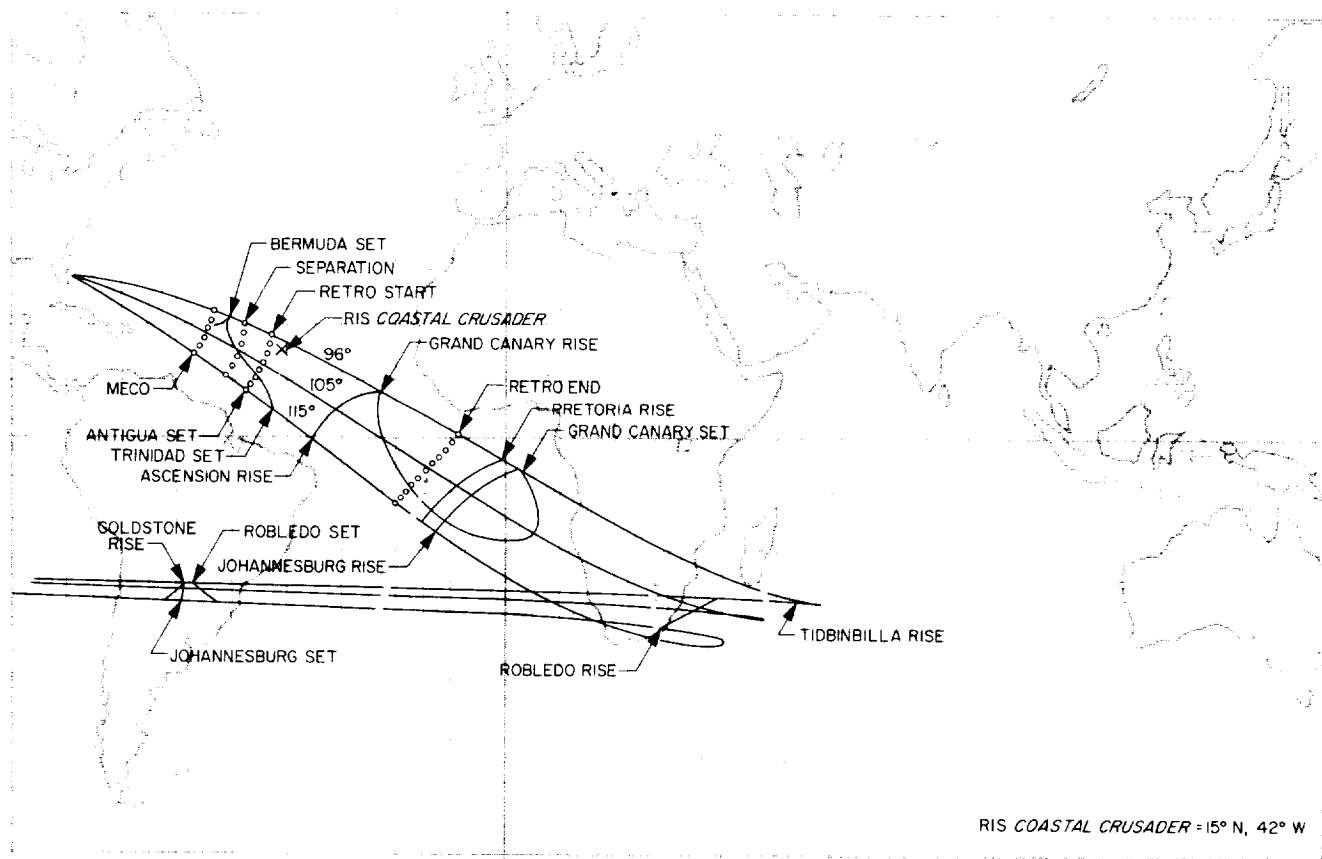 BERMUDA SET
SEPARATION
RETRO START
RIS COASTAL CRUSADER
GRAND CANARY RISE
96°
105°
115°
MECO
RETRO END
PRETORIA RISE
GRAND CANARY SET
ANTIGUA SET
TRINIDAD SET
ASCENSION RISE
GOLDSTONE
RISE
ROBLEDO SET
JOHANNESBURG RISE
TIDBINBILLA RISE
JOHANNESBURG SET
ROBLEDO RISE
RIS COASTAL CRUSADER = 15° N, 42° W